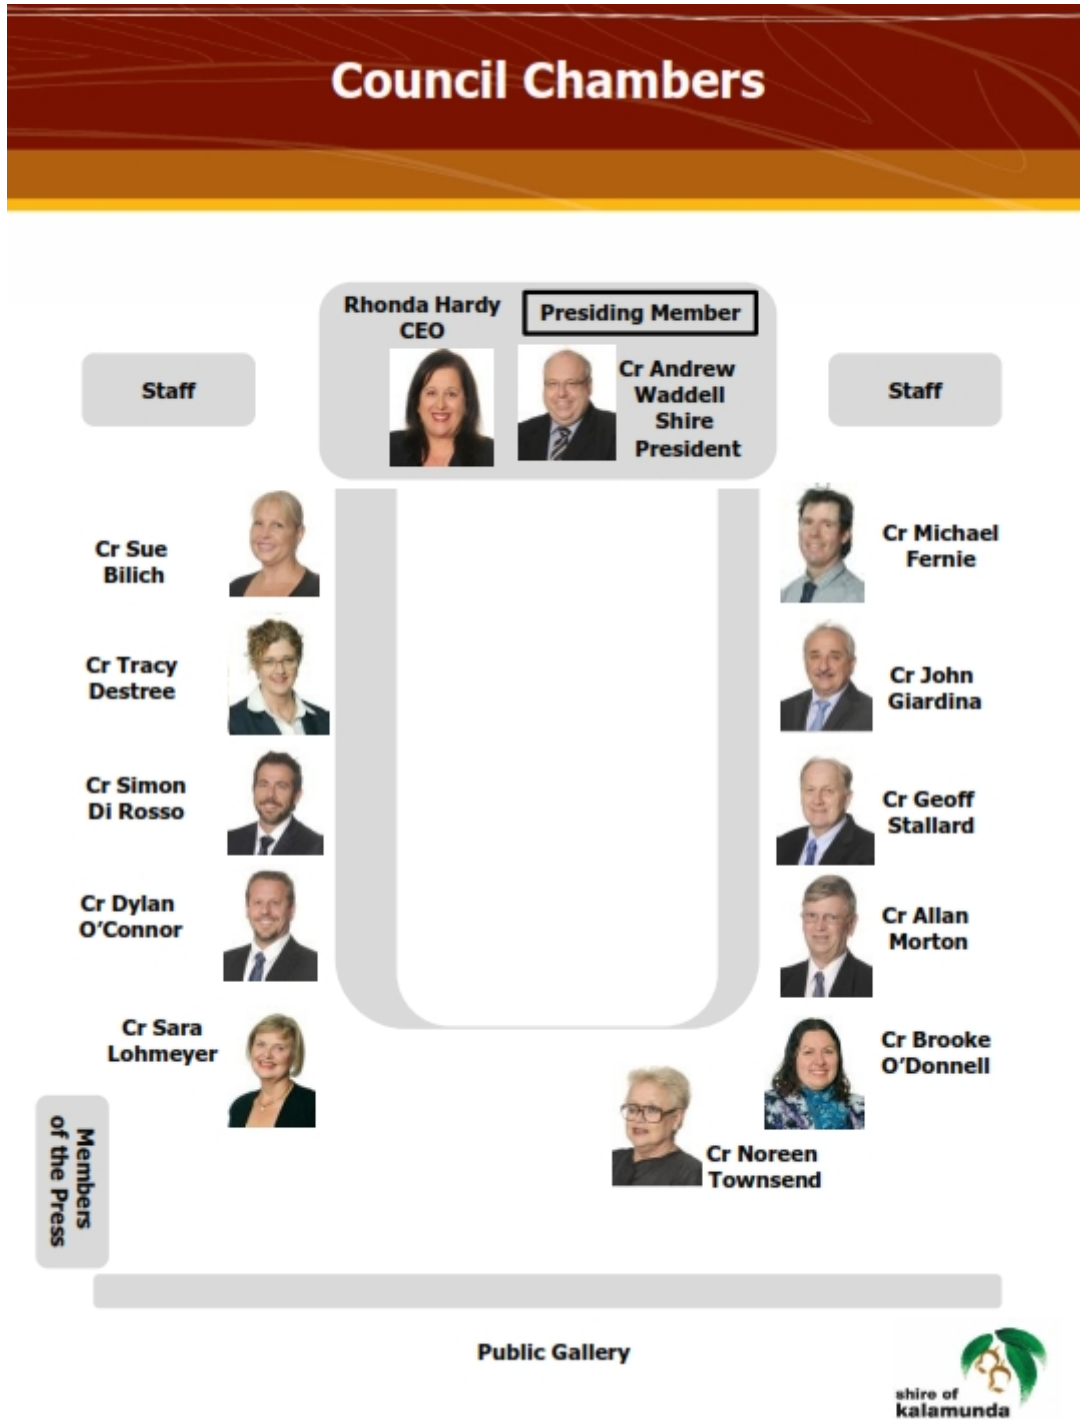 Council Chambers
Rhonda Hardy
CEO
Presiding Member
Cr Andrew
Waddell
Shire
President
Staff
Staff
Cr Sue
Bilich
Cr Michael
Fernie
Cr Tracy
Destree
Cr John
Giardina
Cr Simon
Di Rosso
Cr Geoff
Stallard
Cr Dylan
O'Connor
Cr Allan
Morton
Cr Sara
Lohmeyer
Cr Brooke
O'Donnell
Cr Noreen
Townsend
Members
of the Press
Public Gallery
shire of
kalamunda